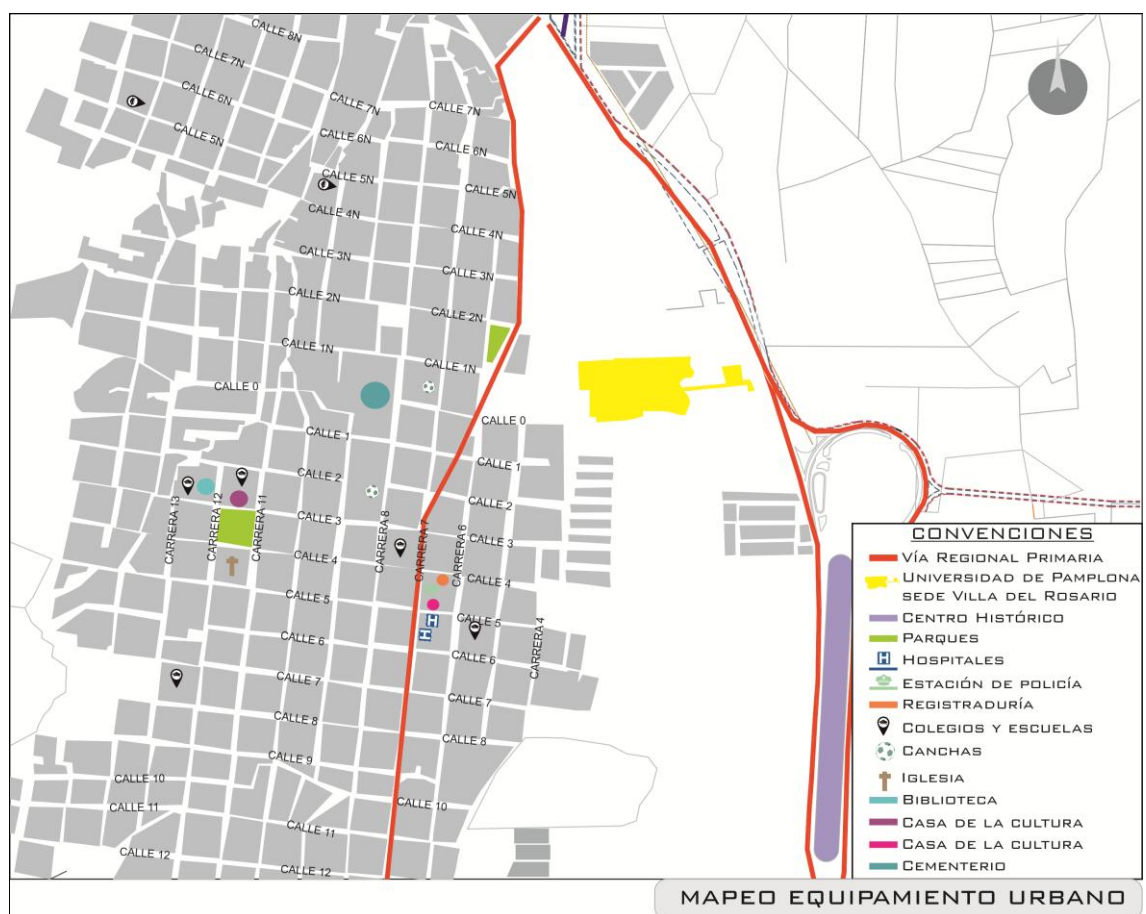 CALLE 8N
CALLE 7N
CALLE 6N
CALLE 5N
CALLE 7N
CALLE 7N
CALLE 6N
CALLE 6N
CALLE 5N
CALLE 5N
CALLE 4N
CALLE 4N
CALLE 3N
CALLE 3N
CALLE 2N
CALLE 2N
CALLE 1N
CALLE 1N
CALLE 0
CALLE 0
CALLE 1
CALLE 1
CALLE 2
CALLE 2
CALLE 3
CALLE 3
CARRERA 13
CARRERA 12
CARRERA 11
CARRERA 8
CARRERA 7
CARRERA 6
CALLE 4
CALLE 4
CALLE 5
CALLE 5
H
H
CALLE 6
CALLE 6
CARRERA 4
CALLE 7
CALLE 7
CALLE 8
CALLE 8
CALLE 9
CALLE 10
CALLE 10
CALLE 11
CALLE 11
CALLE 12
CALLE 12
CONVENCIONES
VÍA REGIONAL PRIMARIA
UNIVERSIDAD DE PAMPLONA
SEDE VILLA DEL ROSARIO
CENTRO HISTÓRICO
PARQUES
H HOSPITALES
ESTACIÓN DE POLICÍA
REGISTRADURÍA
COLEGIOS Y ESCUELAS
CANCHAS
IGLESIA
BIBLIOTECA
CASA DE LA CULTURA
CASA DE LA CULTURA
CEMENTERIO
MAPEO EQUIPAMIENTO URBANO